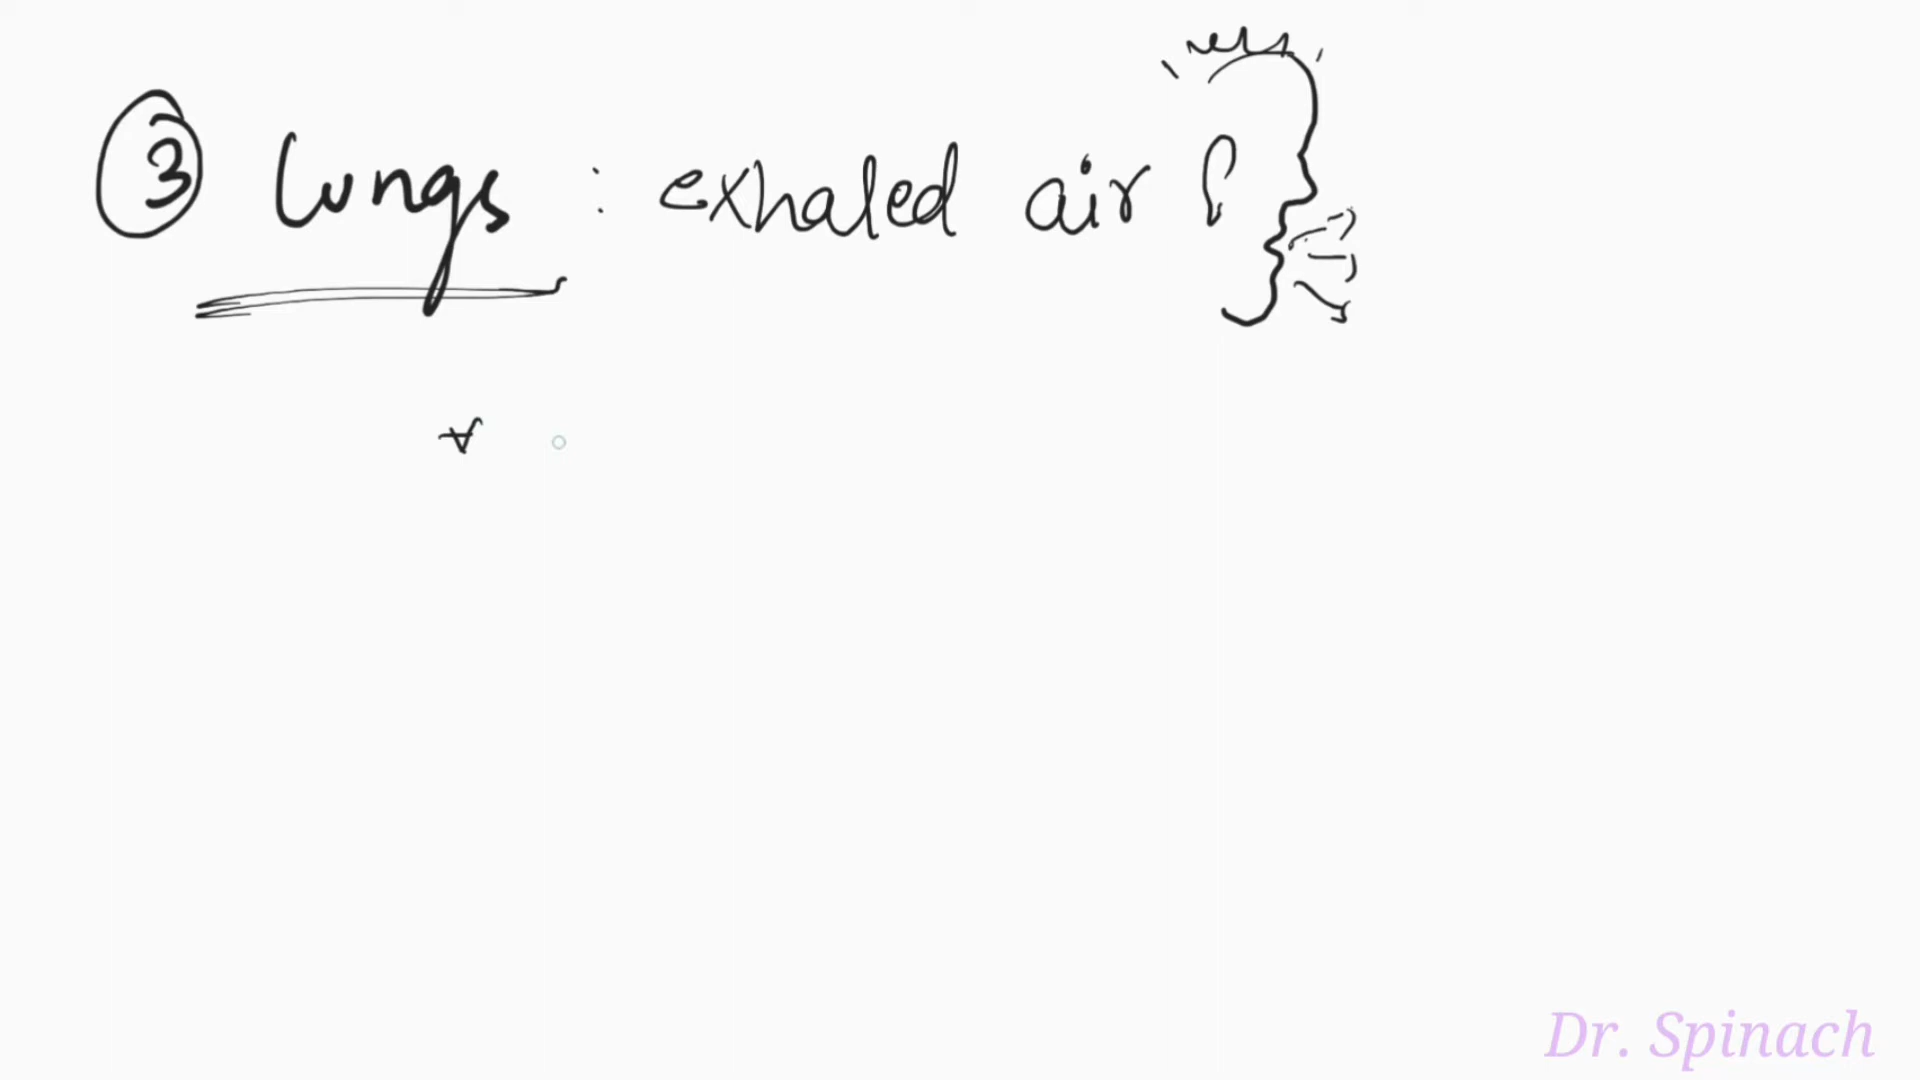 ③ Lungs : exhaled air
*
Dr. Spinach